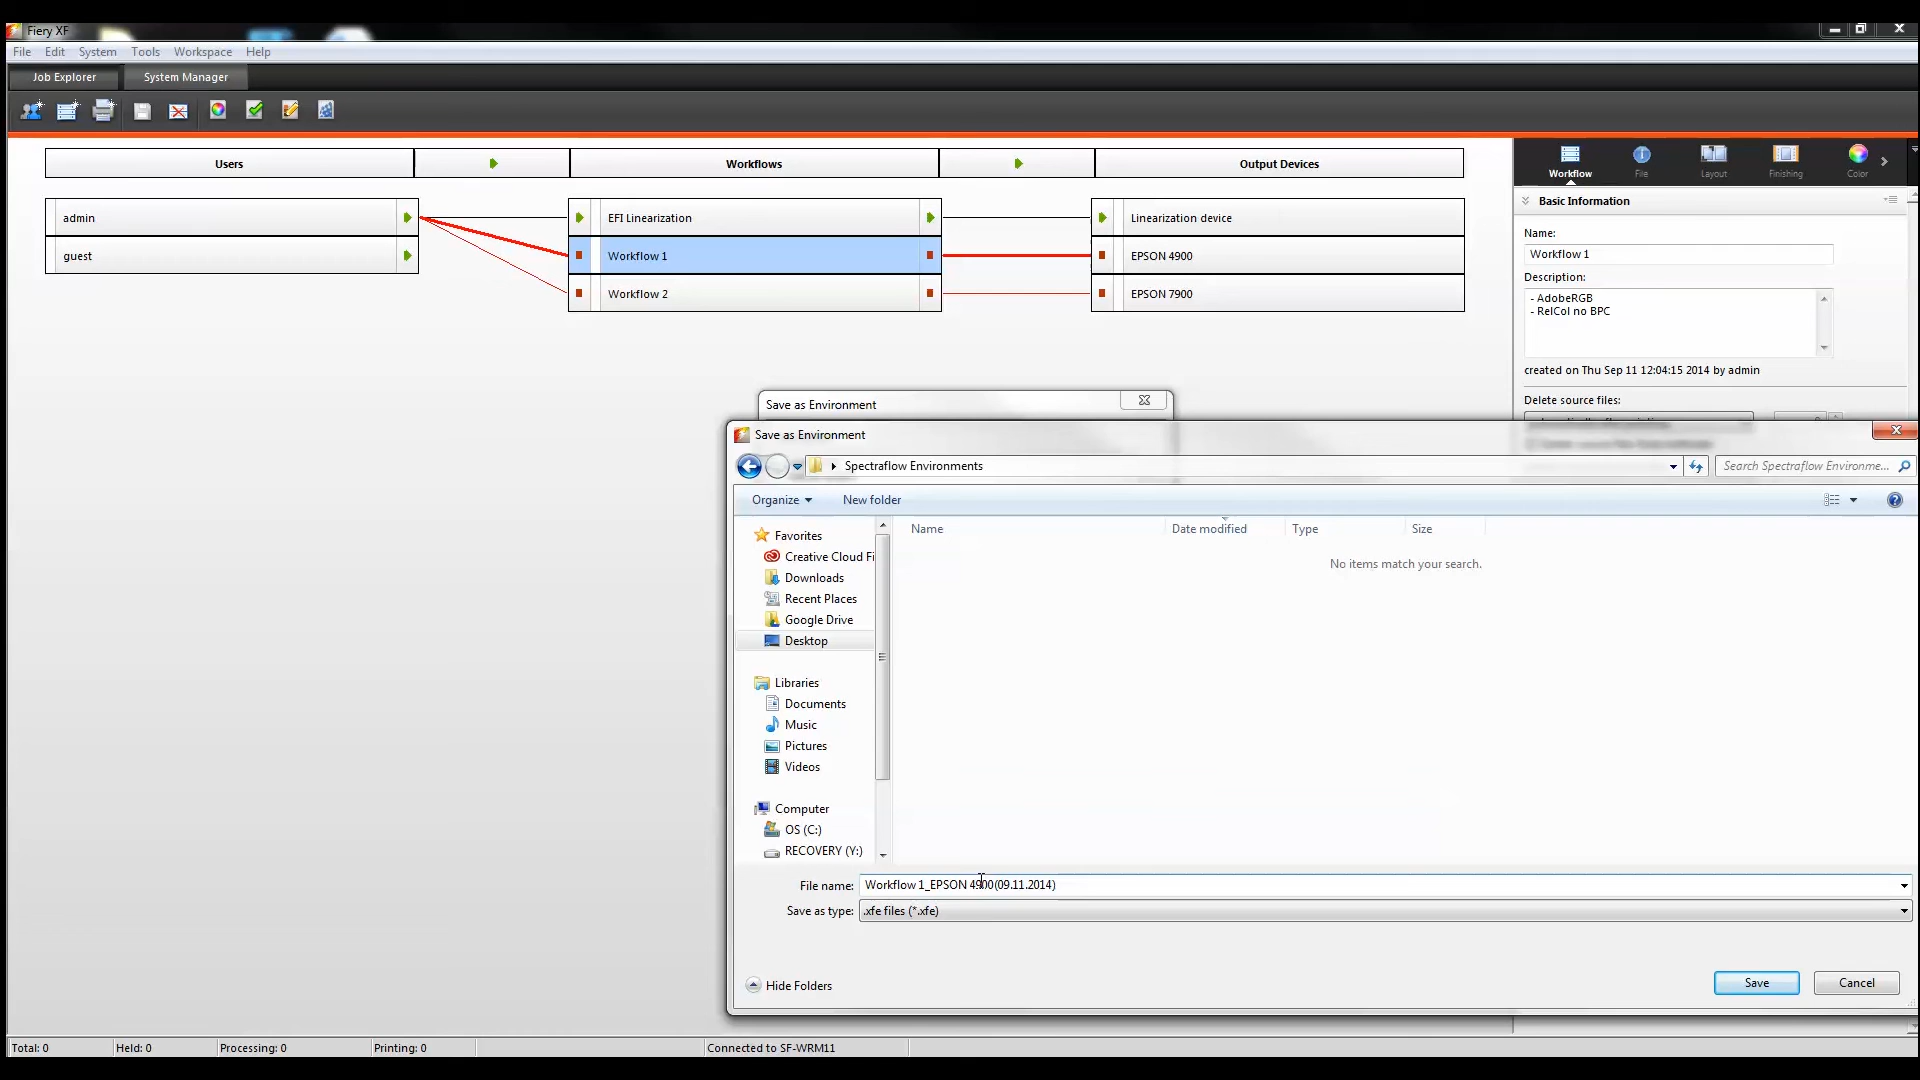 Fiery XF
File Edit System Tools Workspace Help
Job Explorer System Manager
Users Workflows Output Devices
admin EFI Linearization Linearization device
guest Workflow 1 EPSON 4900
Workflow 2 EPSON 7900
Workflow File Layout Finishing Color
Basic Information
Name:
Workflow 1
Description:
- AdobeRGB
- RelCol no BPC
created on Thu Sep 11 12:04:15 2014 by admin
Delete source files:
Save as Environment
Save as Environment
Spectraflow Environments
Search Spectraflow Environme...
Organize New folder
Name Date modified Type Size
No items match your search.
Favorites
Creative Cloud Fi
Downloads
Recent Places
Google Drive
Desktop
Libraries
Documents
Music
Pictures
Videos
Computer
OS (C:)
RECOVERY (Y:)
File name: Workflow 1_EPSON 4900(09.11.2014)
Save as type: .xfe files (*.xfe)
Hide Folders
Save Cancel
Total: 0 Held: 0 Processing: 0 Printing: 0 Connected to SF-WRM11